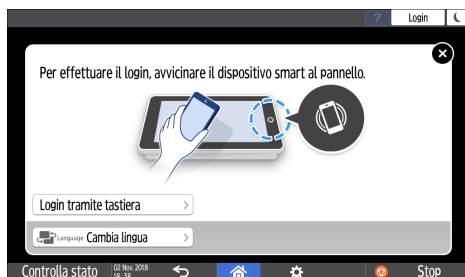 ? Login
Per effettuare il login, avvicinare il dispositivo smart al pannello.
Login tramite tastiera
Language Cambia lingua
Controlla stato 02 Nov. 2018 Stop
18:38